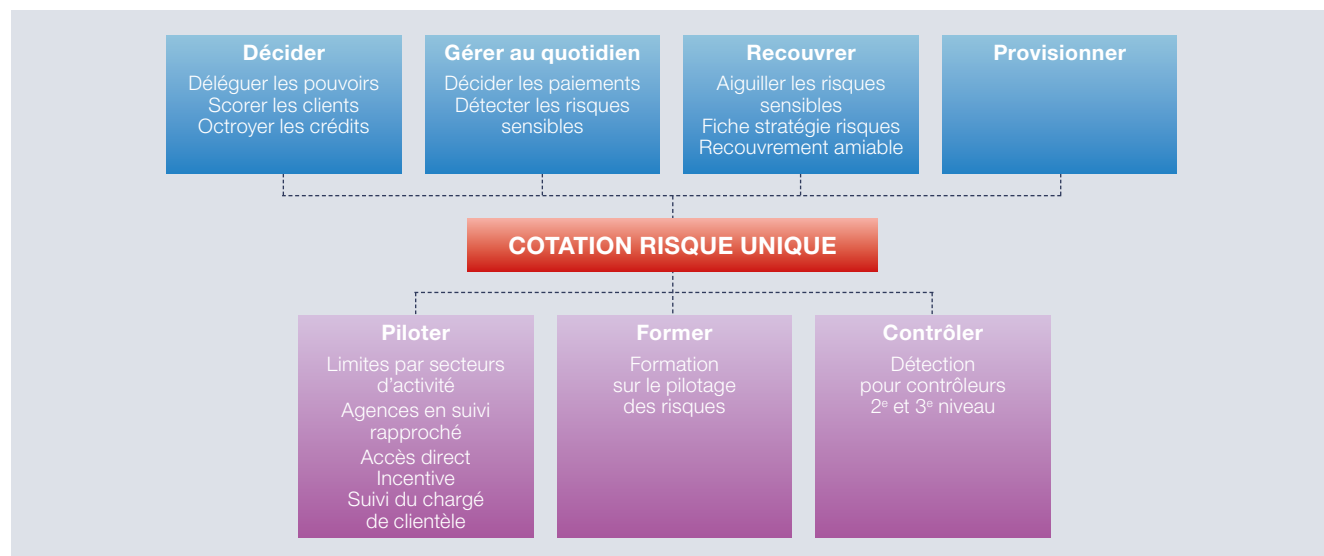 Décider
Déléguer les pouvoirs
Scorer les clients
Octroyer les crédits
Gérer au quotidien
Décider les paiements
Détecter les risques
sensibles
Recouvrer
Aiguiller les risques
sensibles
Fiche stratégie risques
Recouvrement amiable
Provisionner
COTATION RISQUE UNIQUE
Piloter
Limites par secteurs
d’activité
Agences en suivi
rapproché
Accès direct
Incentive
Suivi du chargé
de clientèle
Former
Formation
sur le pilotage
des risques
Contrôler
Détection
pour contrôleurs
2e et 3e niveau